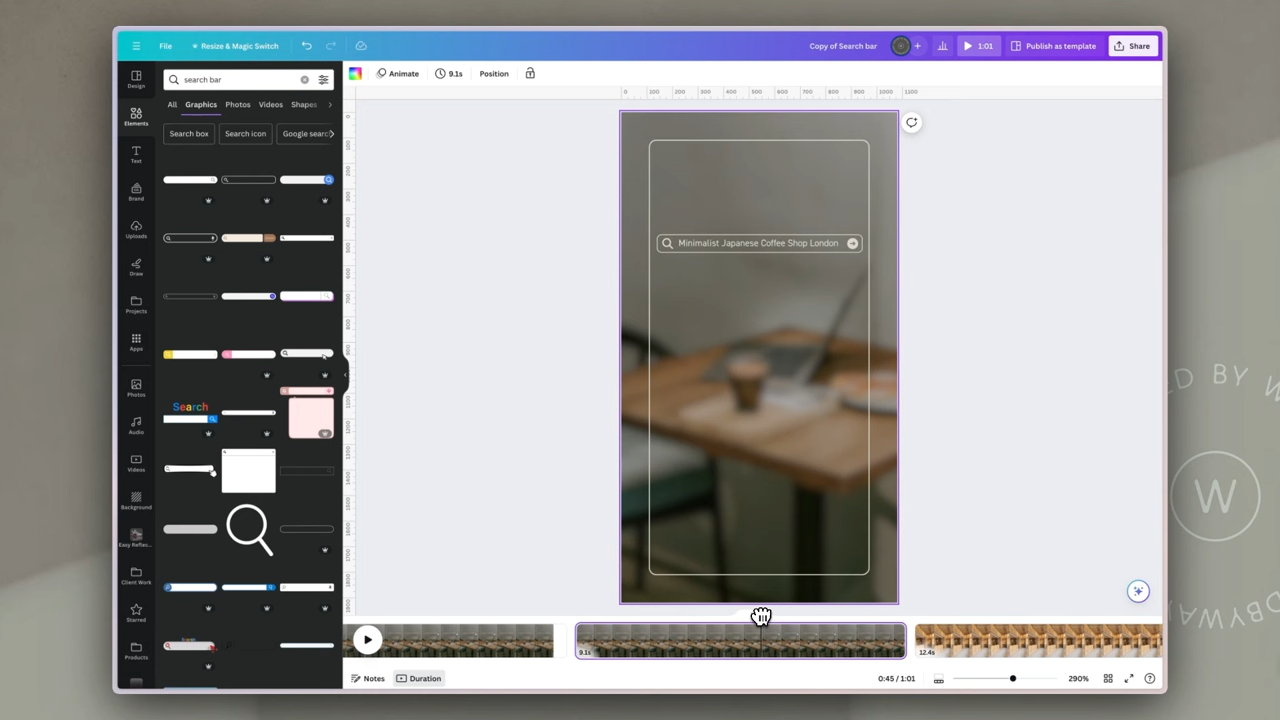 File
Resize & Magic Switch
Copy of Search bar
1:01
Publish as template
Share
Design
Elements
Text
Brand
Uploads
Draw
Projects
Apps
Photos
Audio
Videos
Background
Easy Reflec...
Client Work
Starred
Products
search bar
All Graphics Photos Videos Shapes
Search box
Search icon
Google searc
Search
Animate
9.1s
Position
0 100 200 300 400 500 600 700 800 900 1000 1100
Minimalist Japanese Coffee Shop London
9.1s
12.4s
Notes
Duration
0:45 / 1:01
290%
ED BY W
W